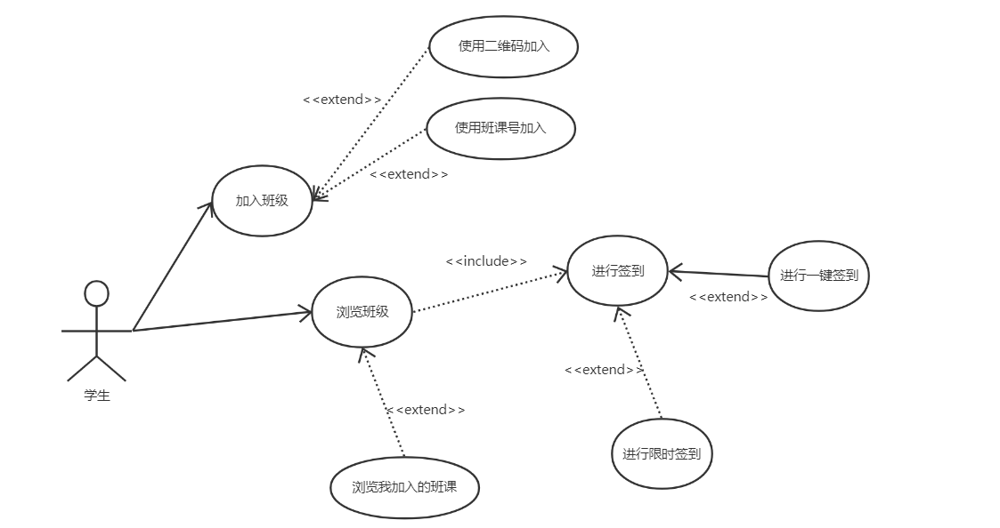 使用二维码加入
<<extend>>
使用班课号加入
<<extend>>
加入班级
<<include>>
进行签到
进行一键签到
<<extend>>
浏览班级
<<extend>>
学生
<<extend>>
进行限时签到
浏览我加入的班课